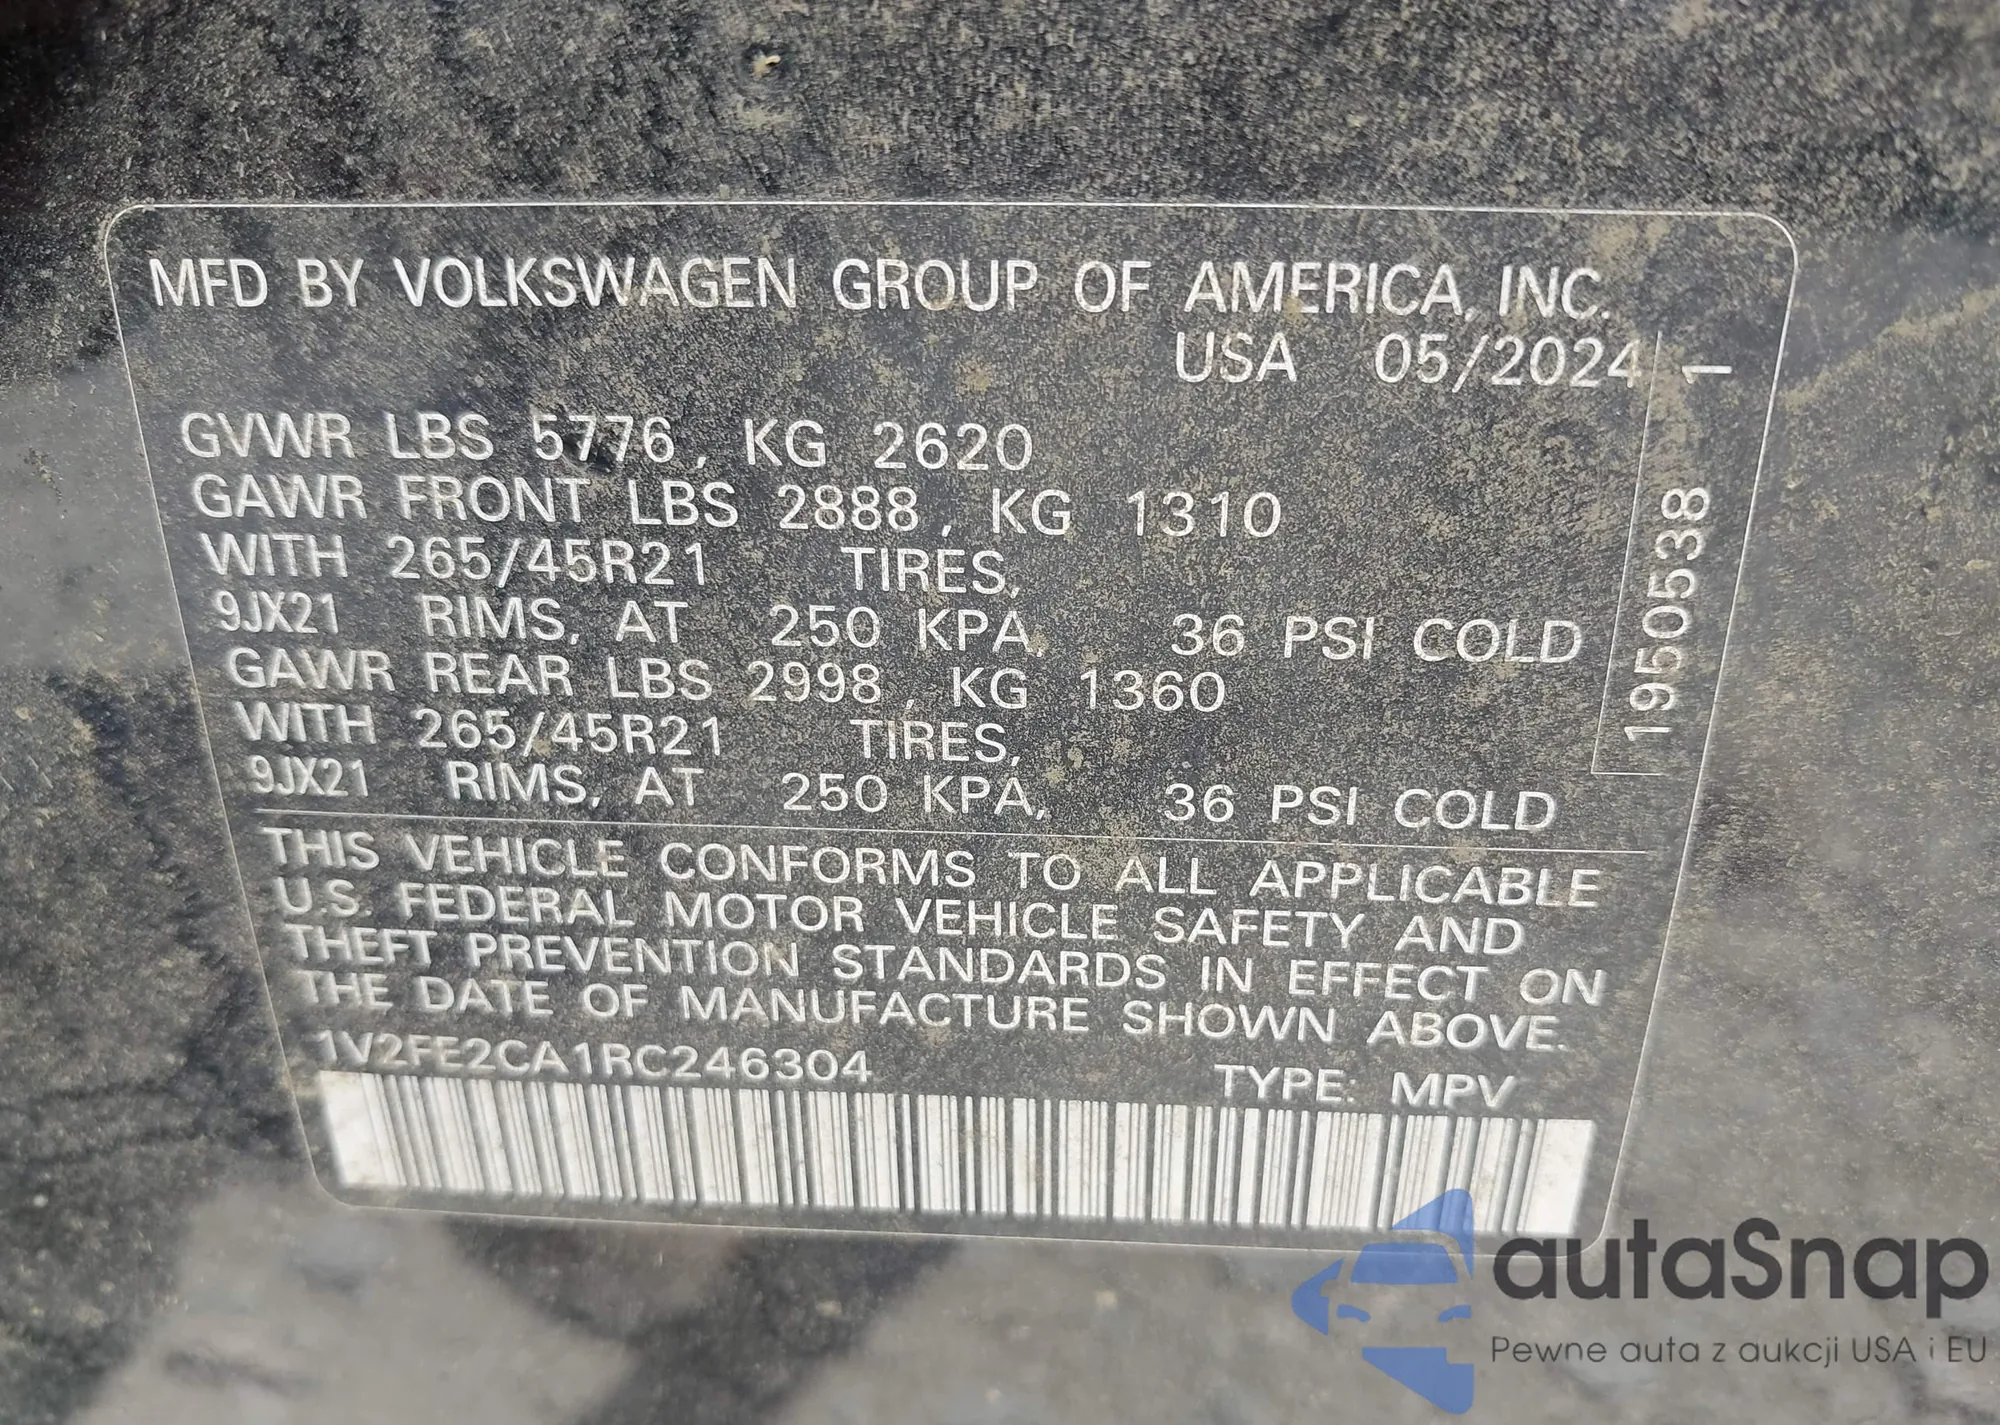 MFD BY VOLKSWAGEN GROUP OF AMERICA, INC.
USA 05/2024
GVWR LBS 5776, KG 2620
GAWR FRONT LBS 2888, KG 1310
WITH 265/45R21 TIRES,
9JX21 RIMS, AT 250 KPA, 36 PSI COLD
GAWR REAR LBS 2998, KG 1360
WITH 265/45R21 TIRES,
9JX21 RIMS, AT 250 KPA, 36 PSI COLD
1950538 1
THIS VEHICLE CONFORMS TO ALL APPLICABLE
U.S. FEDERAL MOTOR VEHICLE SAFETY AND
THEFT PREVENTION STANDARDS IN EFFECT ON
THE DATE OF MANUFACTURE SHOWN ABOVE.
1V2FE2CA1RC246304 TYPE: MPV
autaSnap
Pewne auta z aukcji USA i EU